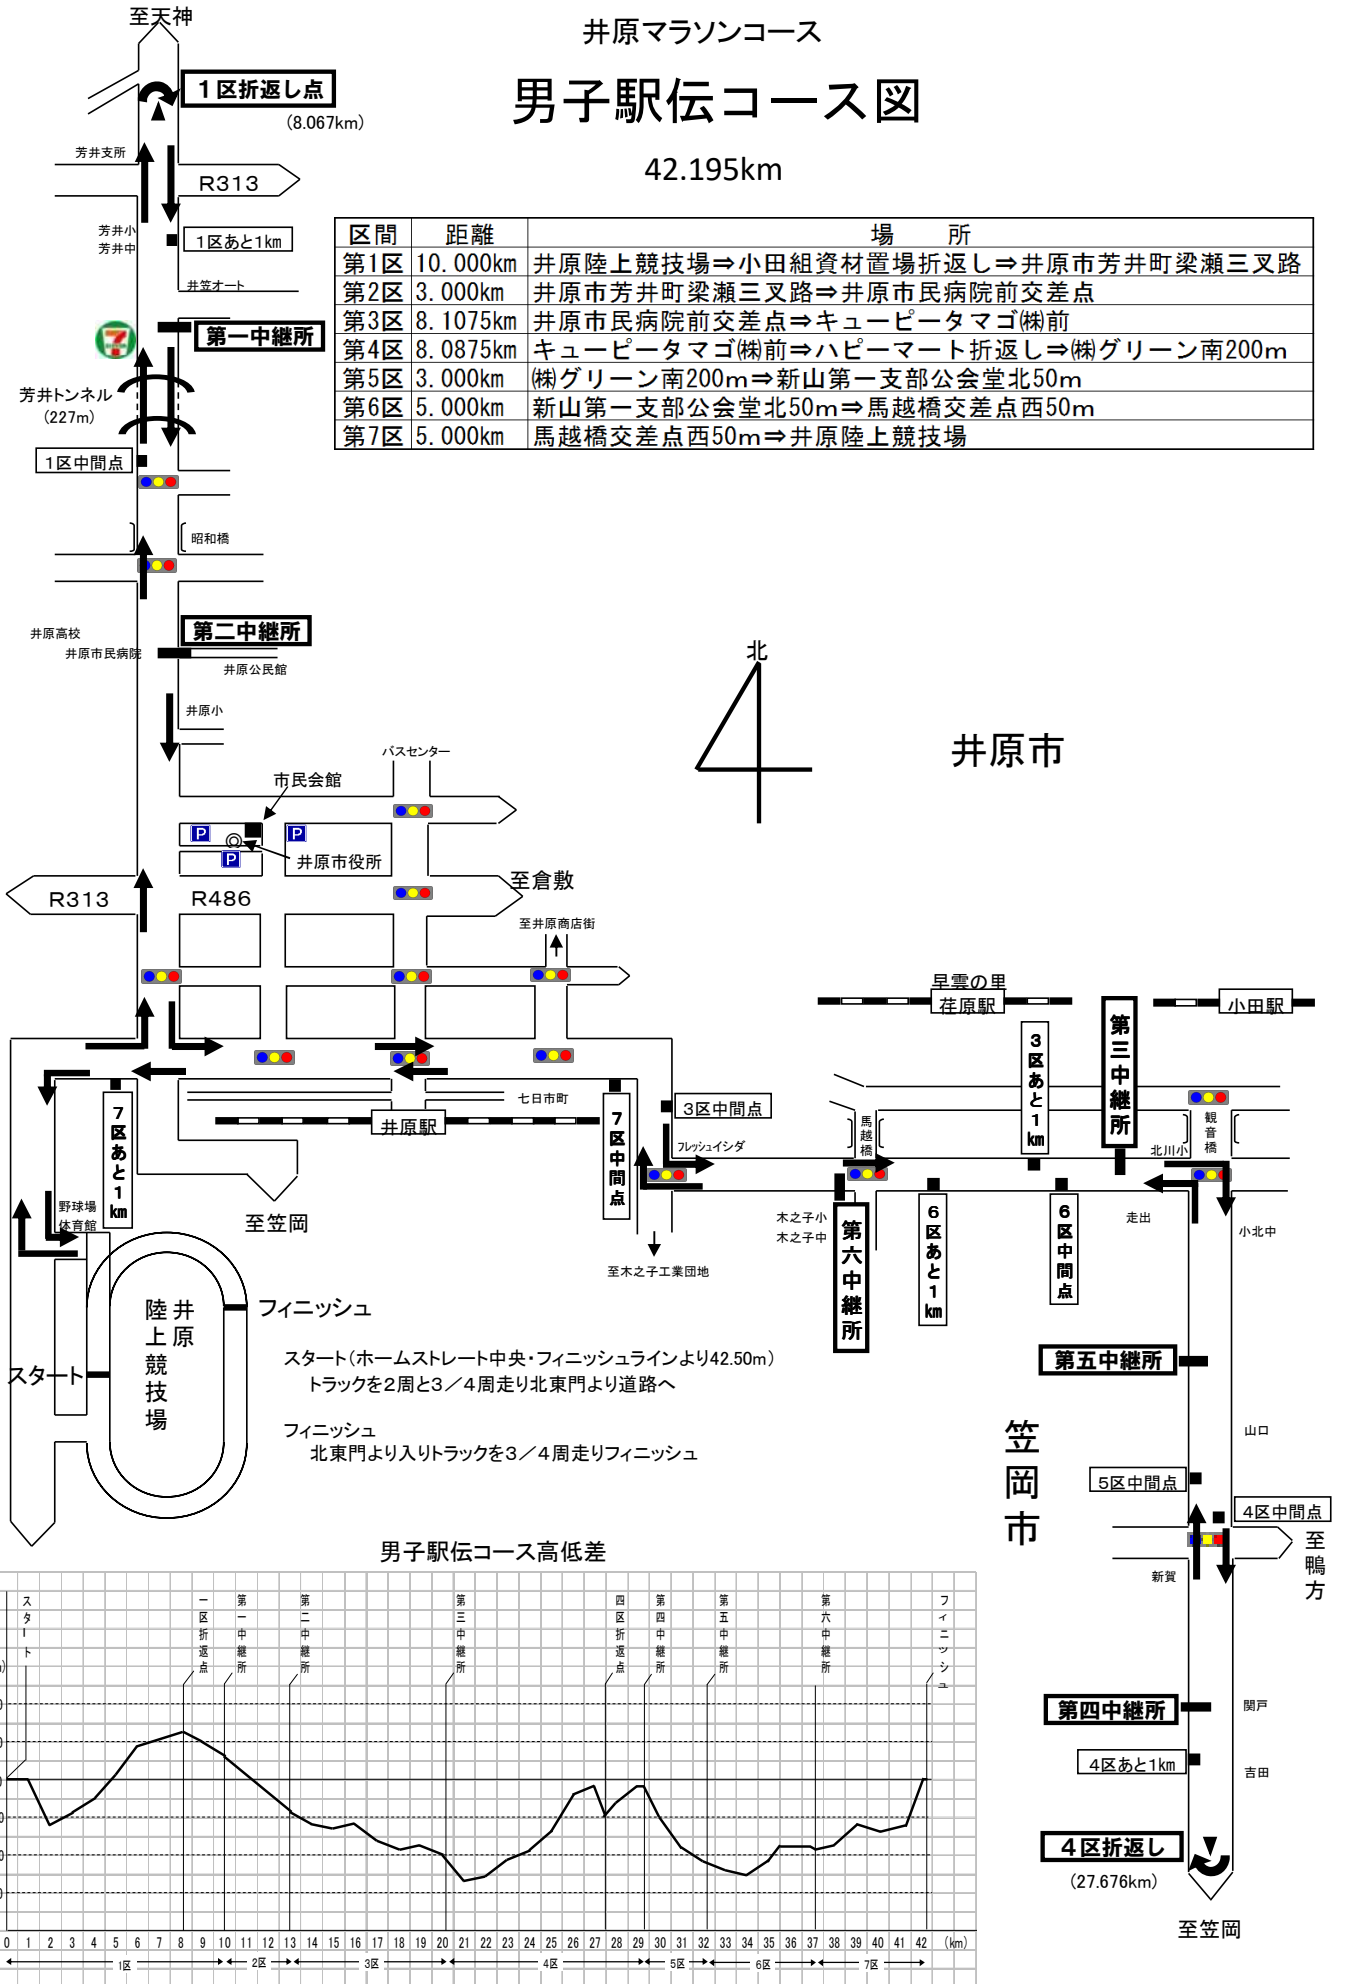 井原マラソンコース
男子駅伝コース図
42.195km
至天神
1区折返し点
(8.067km)
芳井支所
R313
芳井小
芳井中
1区あと1km
井笠オート
第一中継所
芳井トンネル
(227m)
1区中間点
昭和橋
第二中継所
井原高校
井原市民病院
井原公民館
井原小
区間 距離 場 所
第1区 10.000km 井原陸上競技場⇒小田組資材置場折返し⇒井原市芳井町梁瀬三叉路
第2区 3.000km 井原市芳井町梁瀬三叉路⇒井原市民病院前交差点
第3区 8.1075km 井原市民病院前交差点⇒キューピータマゴ㈱前
第4区 8.0875km キューピータマゴ㈱前⇒ハピーマート折返し⇒㈱グリーン南200m
第5区 3.000km ㈱グリーン南200m⇒新山第一支部公会堂北50m
第6区 5.000km 新山第一支部公会堂北50m⇒馬越橋交差点西50m
第7区 5.000km 馬越橋交差点西50m⇒井原陸上競技場
北
井原市
バスセンター
市民会館
P
P
P
井原市役所
R313
R486
至倉敷
至井原商店街
七日市町
井原駅
7区あと1km
7区中間点
3区中間点
フレッシュイシダ
至木之子工業団地
至笠岡
野球場
体育館
早雲の里
荏原駅
小田駅
3区あと1km
第三中継所
馬越橋
観音橋
北川小
木之子小
木之子中
第六中継所
6区あと1km
6区中間点
走出
小北中
第五中継所
山口
笠岡市
5区中間点
4区中間点
至鴨方
新賀
第四中継所
関戸
4区あと1km
吉田
4区折返し
(27.676km)
至笠岡
井原
陸上競技場
フィニッシュ
スタート
スタート(ホームストレート中央・フィニッシュラインより42.50m)
トラックを2周と3/4周走り北東門より道路へ
フィニッシュ
北東門より入りトラックを3/4周走りフィニッシュ
男子駅伝コース高低差
スタート
一区折返点
第一中継所
第二中継所
第三中継所
四区折返点
第四中継所
第五中継所
第六中継所
フィニッシュ
0 1 2 3 4 5 6 7 8 9 10 11 12 13 14 15 16 17 18 19 20 21 22 23 24 25 26 27 28 29 30 31 32 33 34 35 36 37 38 39 40 41 42 (km)
1区 2区 3区 4区 5区 6区 7区